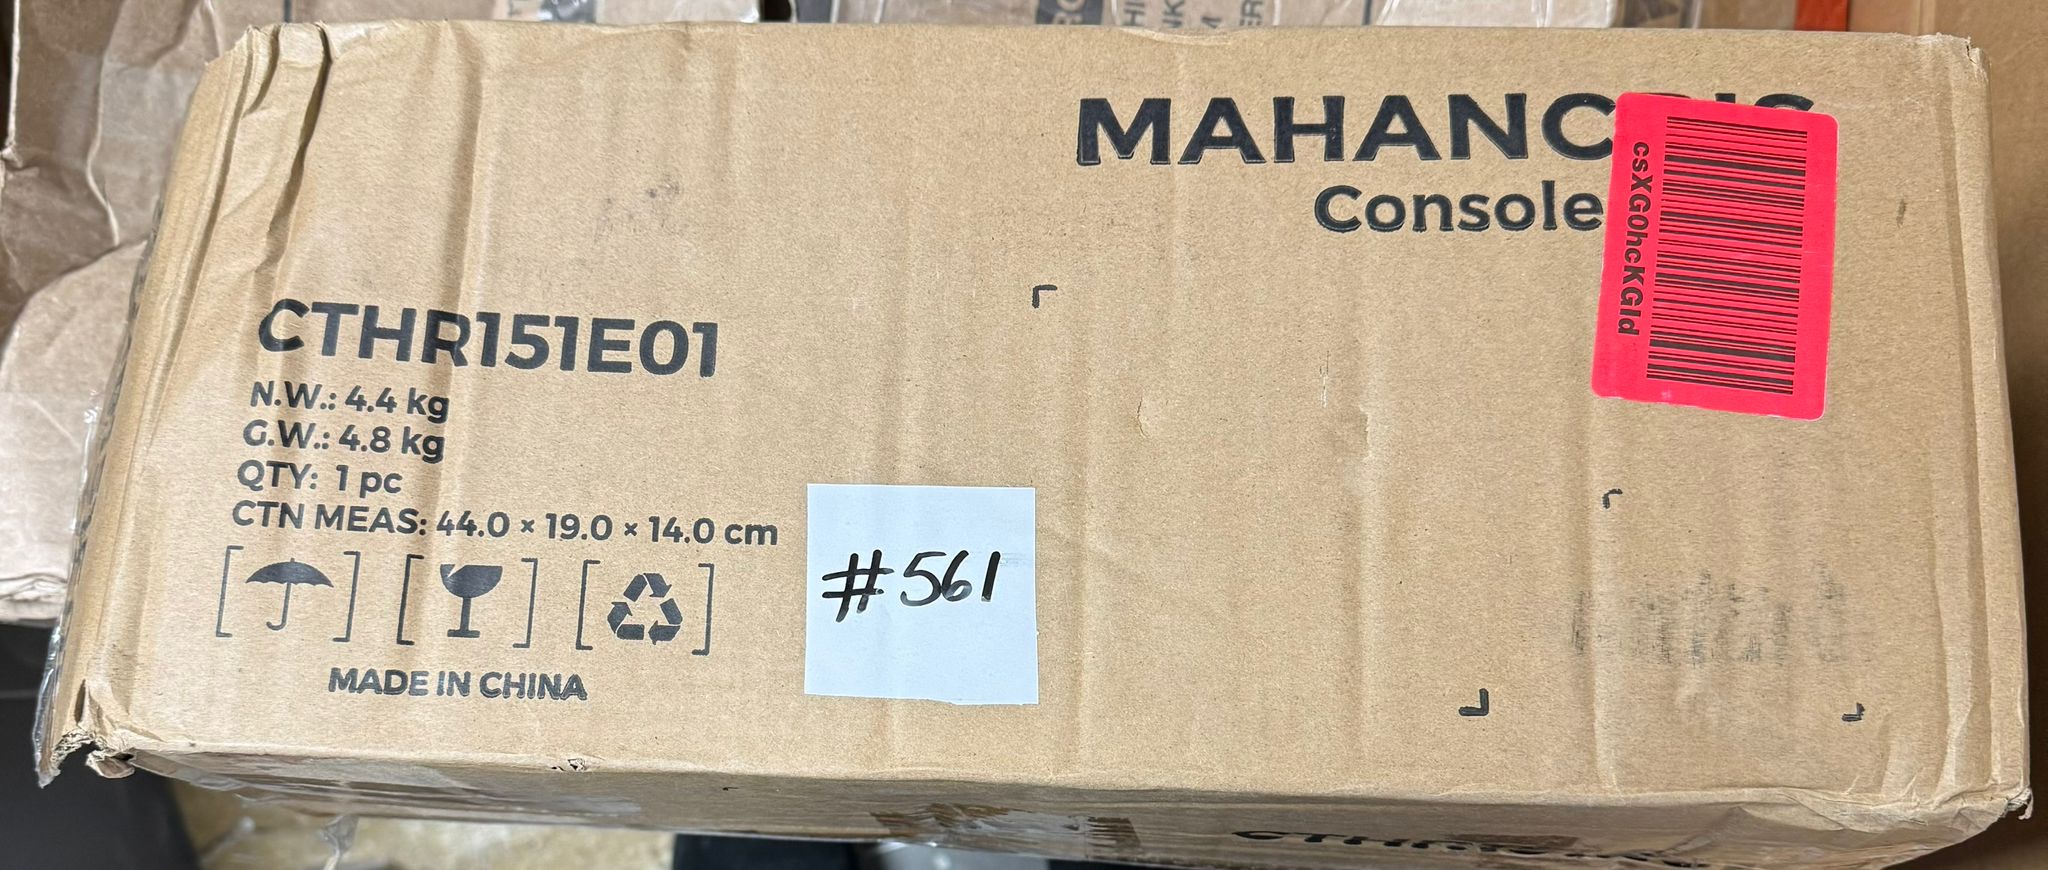 MAHANC
Console
csXG0hcKGld
CTHR151E01
N.W.: 4.4 kg
G.W.: 4.8 kg
QTY: 1 pc
CTN MEAS: 44.0 × 19.0 × 14.0 cm
#561
MADE IN CHINA